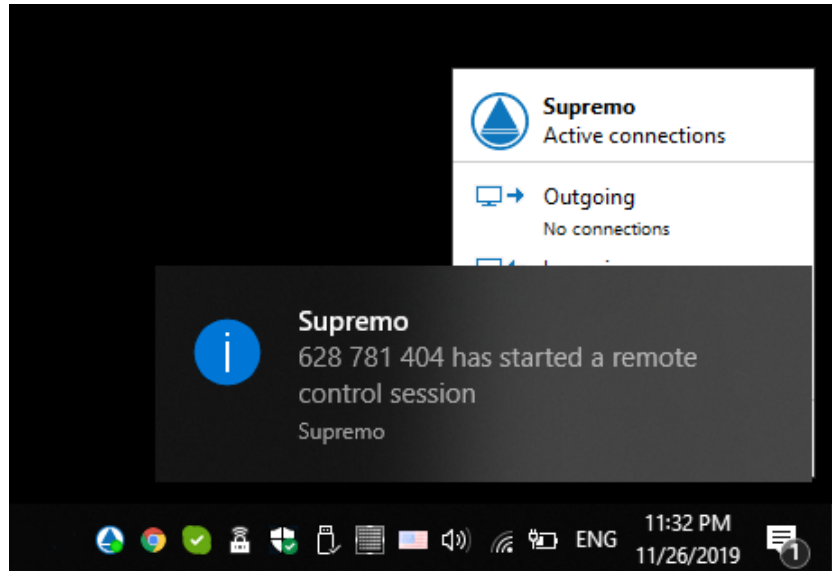 Supremo
Active connections
Outgoing
No connections
Supremo
628 781 404 has started a remote
control session
Supremo
ENG
11:32 PM
11/26/2019
1